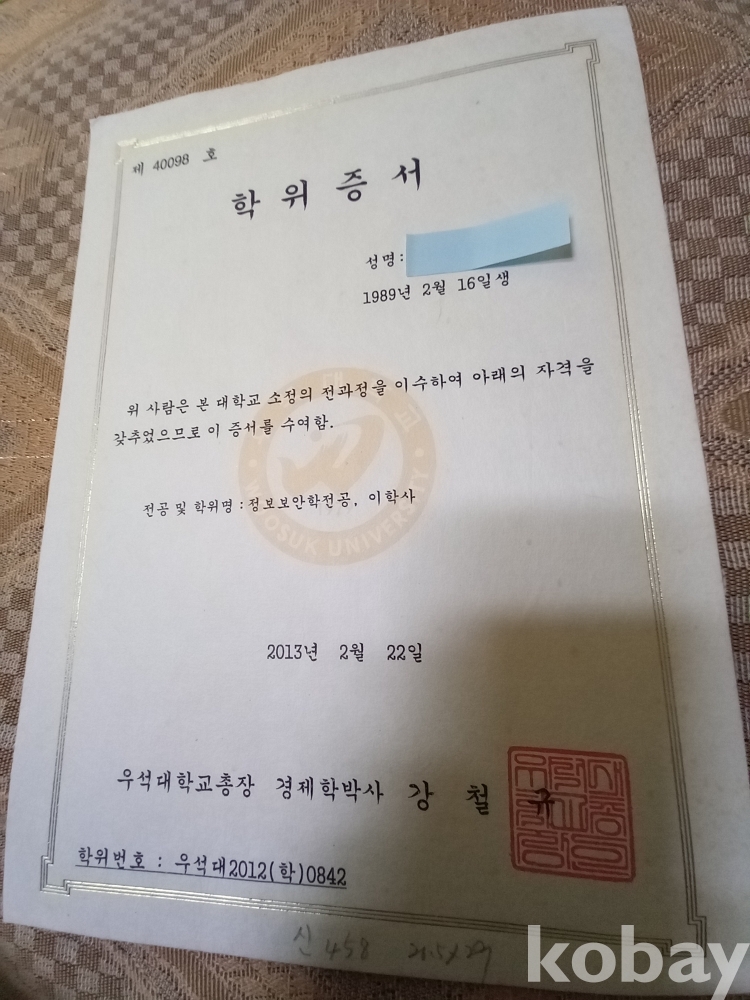 제 40098 호
학위증서
성명:
1989년 2월 16일생
위 사람은 본 대학교 소정의 전과정을 이수하여 아래의 자격을
갖추었으므로 이 증서를 수여함.
전공 및 학위명 : 정보보안학전공, 이학사
WOOSUK UNIVERSITY
2013년 2월 22일
우석대학교총장 경제학박사 강철규
학위번호 : 우석대2012(학)0842
신 458
kobay